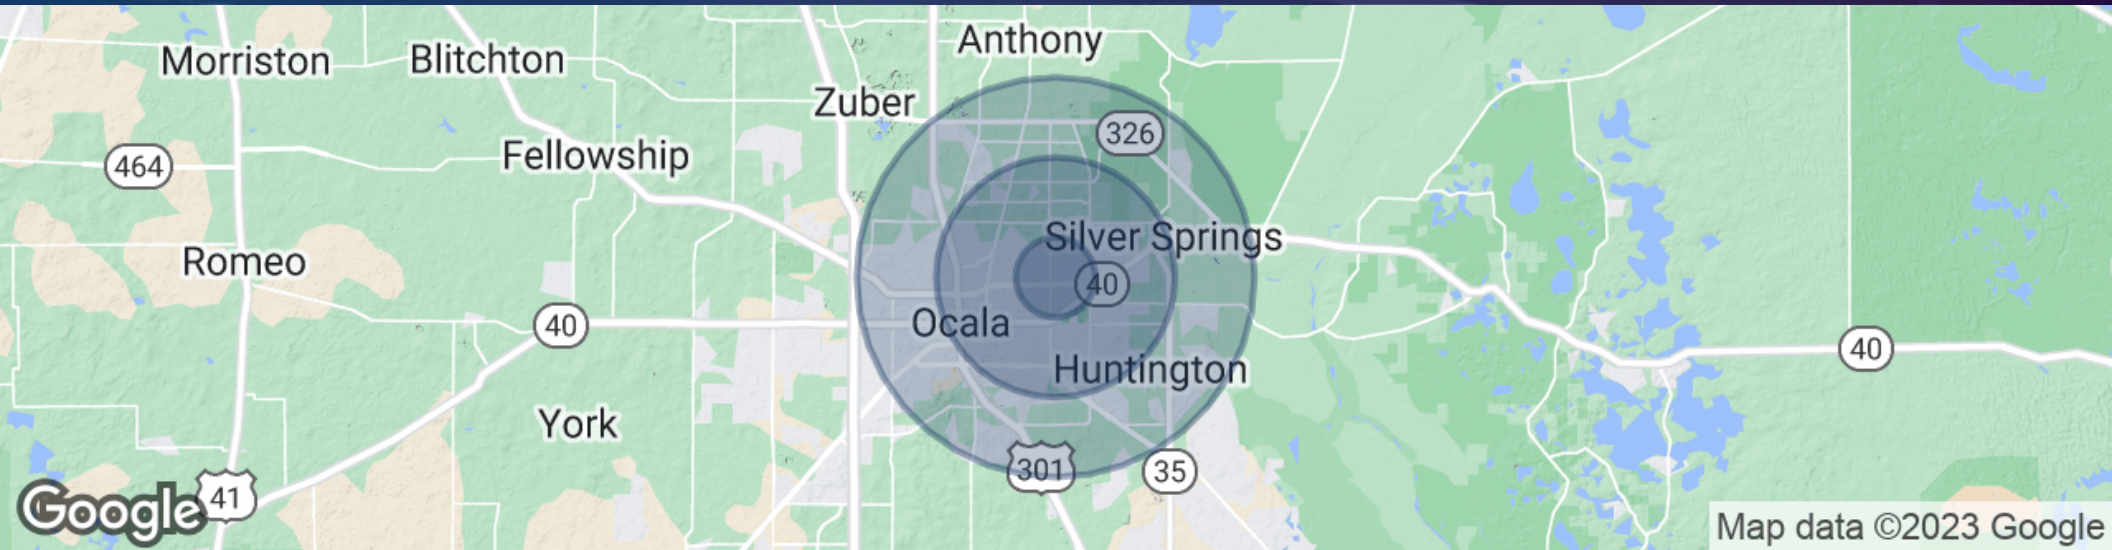 Anthony
Morriston
Blitchton
Zuber
326
Fellowship
464
Silver Springs
Romeo
40
Ocala
40
40
Huntington
York
301
35
41
Google
Map data ©2023 Google